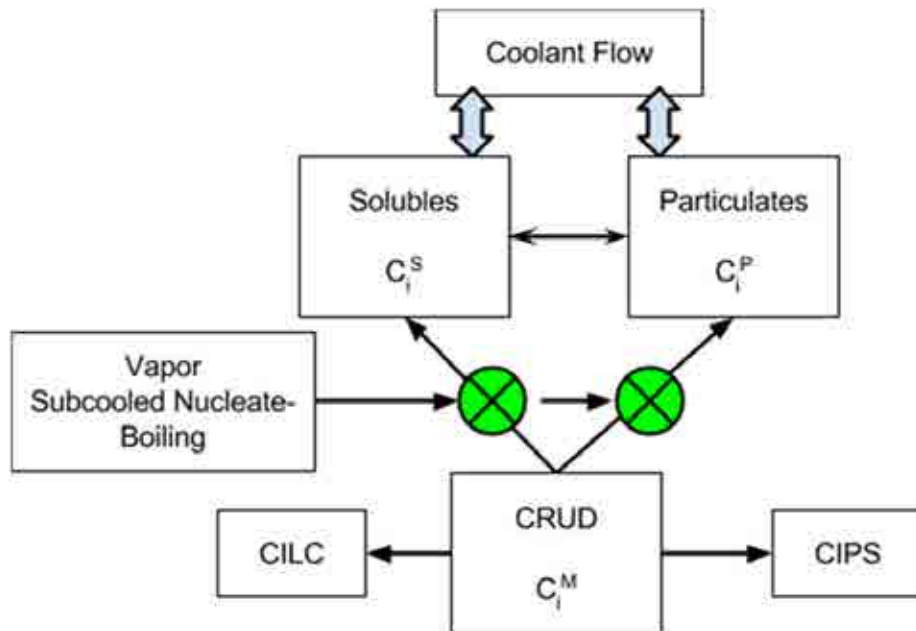 Coolant Flow
Solubles
C_i^S
Particulates
C_i^P
Vapor
Subcooled Nucleate-
Boiling
CRUD
C_i^M
CILC
CIPS